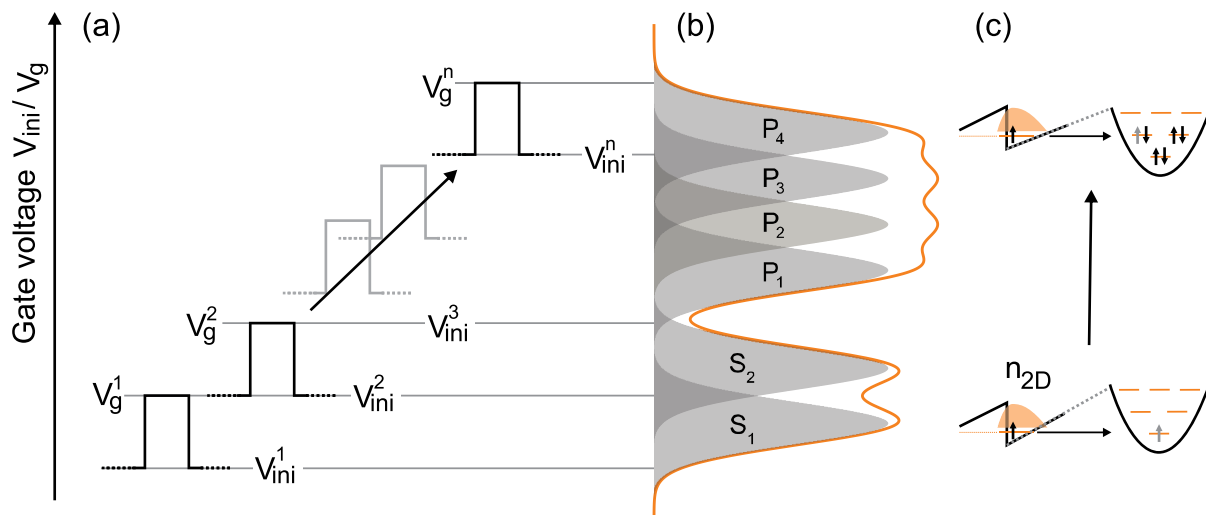 Gate voltage V_ini / V_g
(a)
(b)
(c)
V_g^n
V_ini^n
V_g^2
V_ini^3
V_g^1
V_ini^2
V_ini^1
P_4
P_3
P_2
P_1
S_2
S_1
n_2D